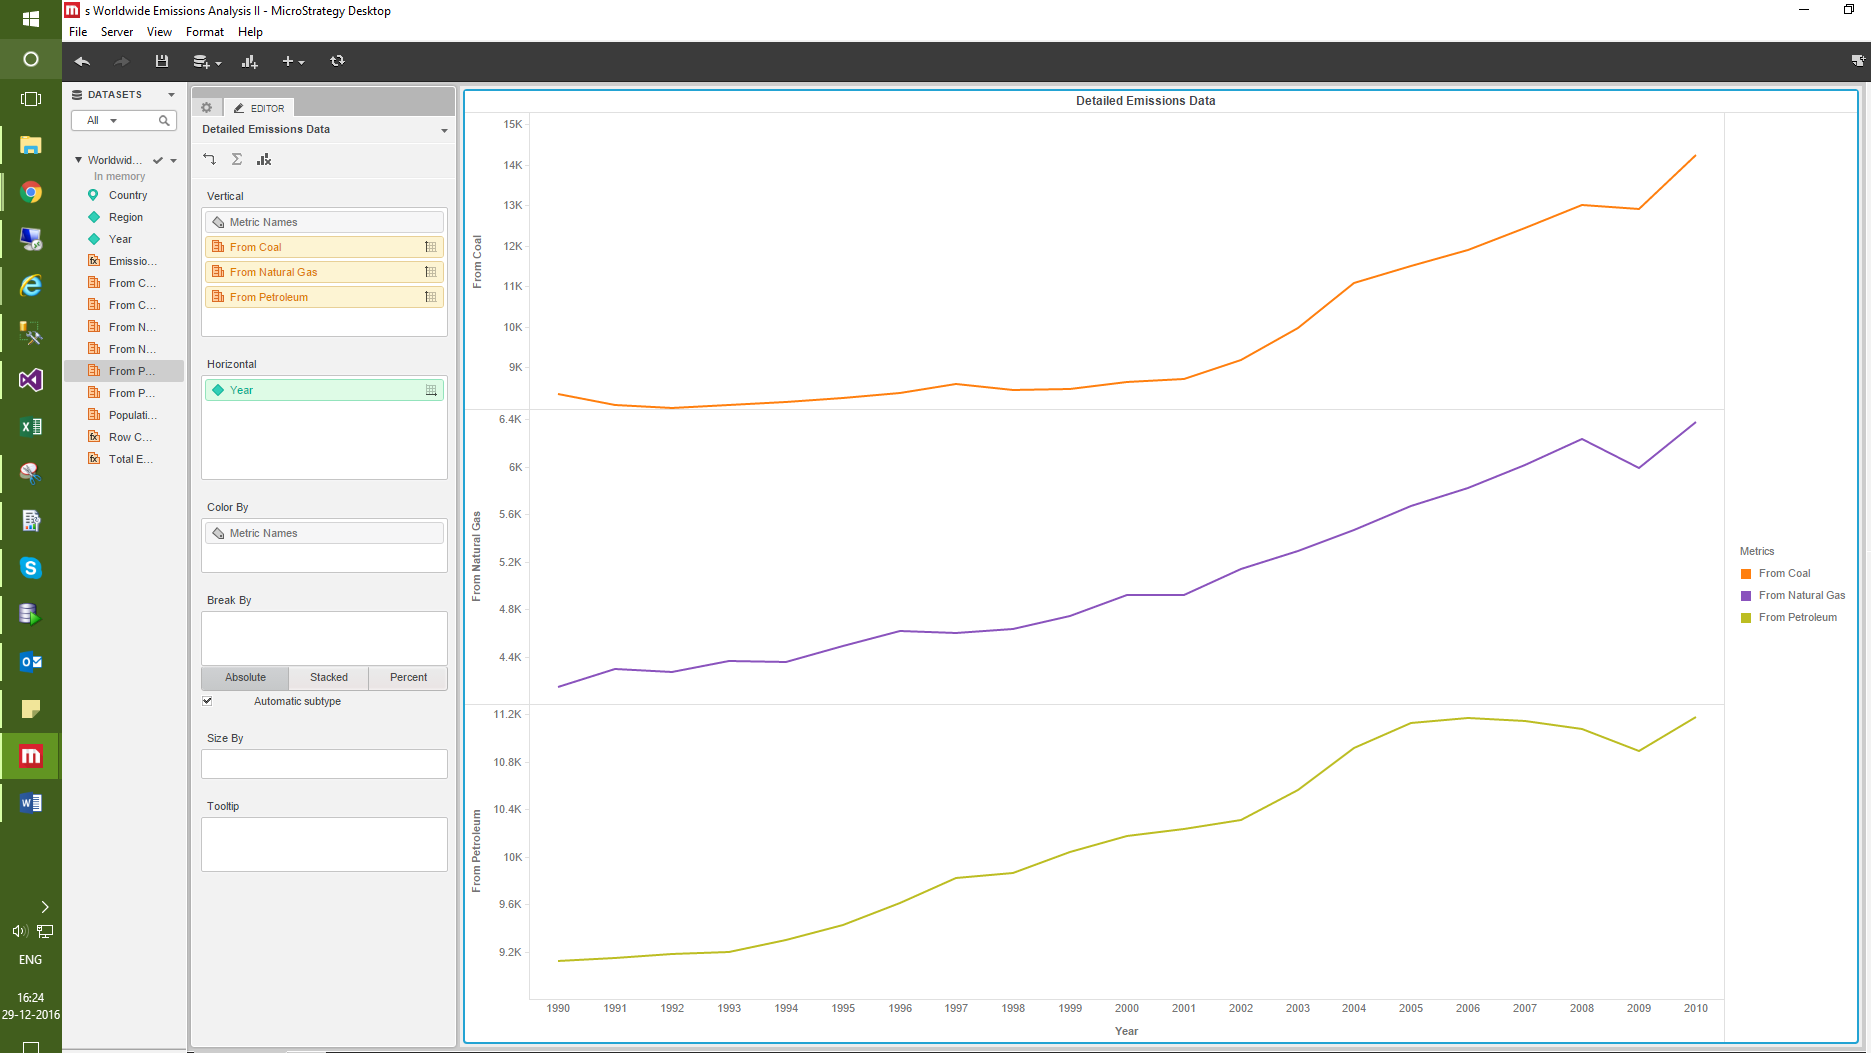 s Worldwide Emissions Analysis II - MicroStrategy Desktop
File Server View Format Help
DATASETS
All
Worldwid...
In memory
Country
Region
Year
Emissio...
From C...
From C...
From N...
From N...
From P...
From P...
Populati...
Row C...
Total E...
EDITOR
Detailed Emissions Data
Vertical
Metric Names
From Coal
From Natural Gas
From Petroleum
Horizontal
Year
Color By
Metric Names
Break By
Absolute Stacked Percent
Automatic subtype
Size By
Tooltip
Detailed Emissions Data
From Coal
15K
14K
13K
12K
11K
10K
9K
From Natural Gas
6.4K
6K
5.6K
5.2K
4.8K
4.4K
From Petroleum
11.2K
10.8K
10.4K
10K
9.6K
9.2K
1990 1991 1992 1993 1994 1995 1996 1997 1998 1999 2000 2001 2002 2003 2004 2005 2006 2007 2008 2009 2010
Year
Metrics
From Coal
From Natural Gas
From Petroleum
ENG
16:24
29-12-2016